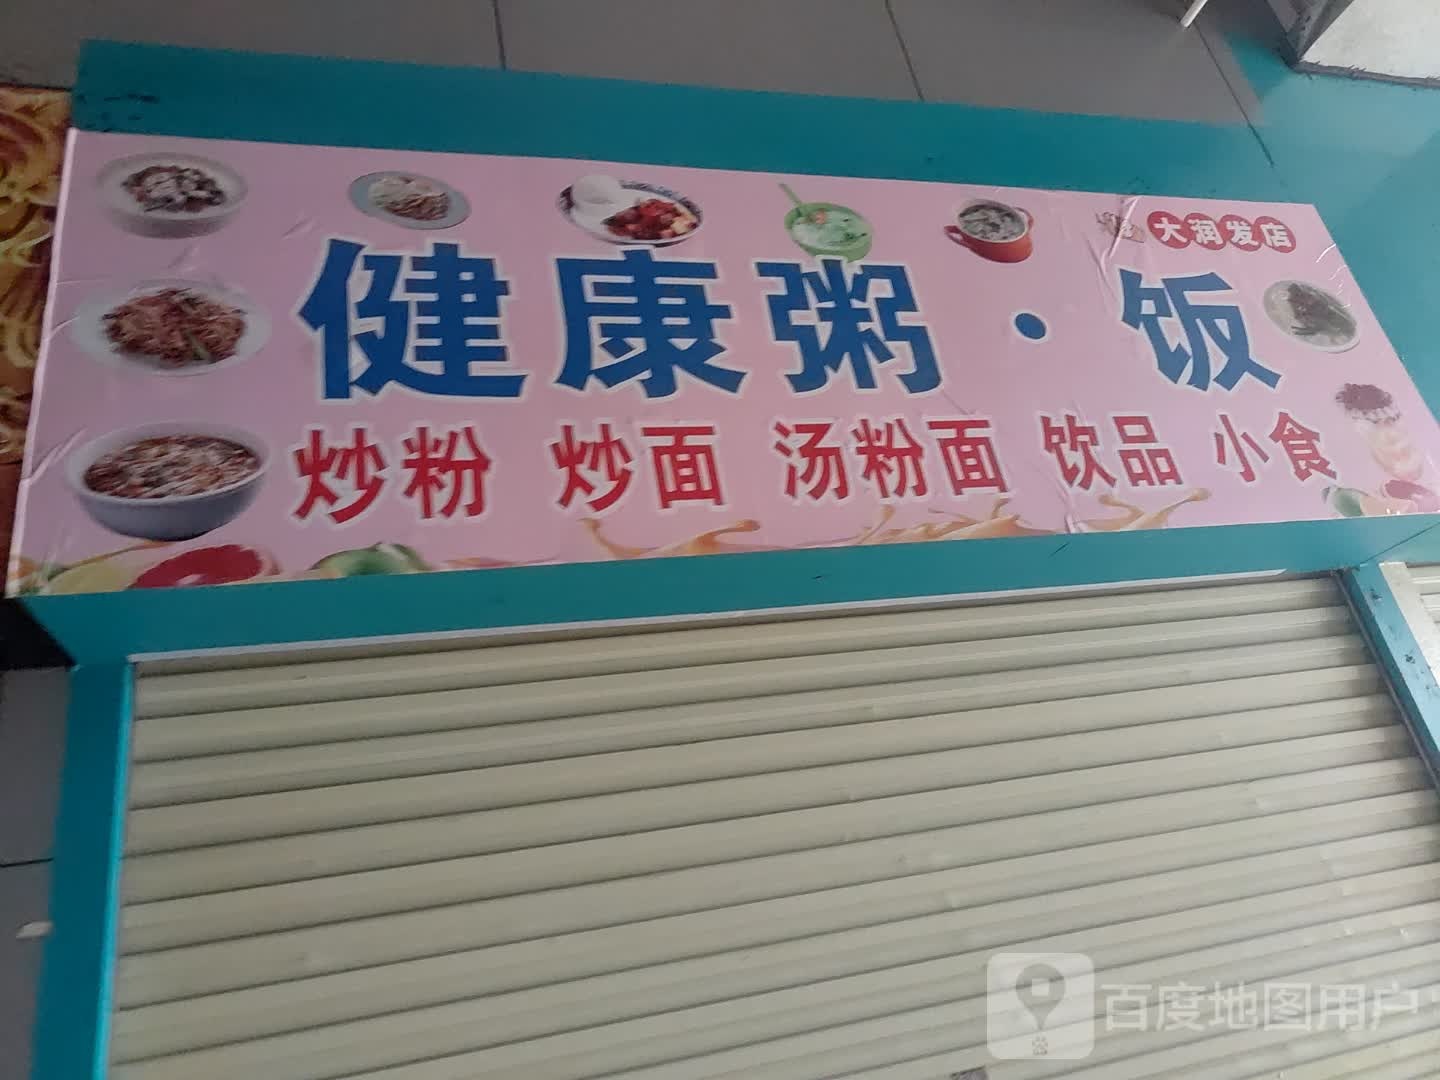 大润发店
健康粥·饭
炒粉 炒面 汤粉面 饮品 小食
百度地图用户